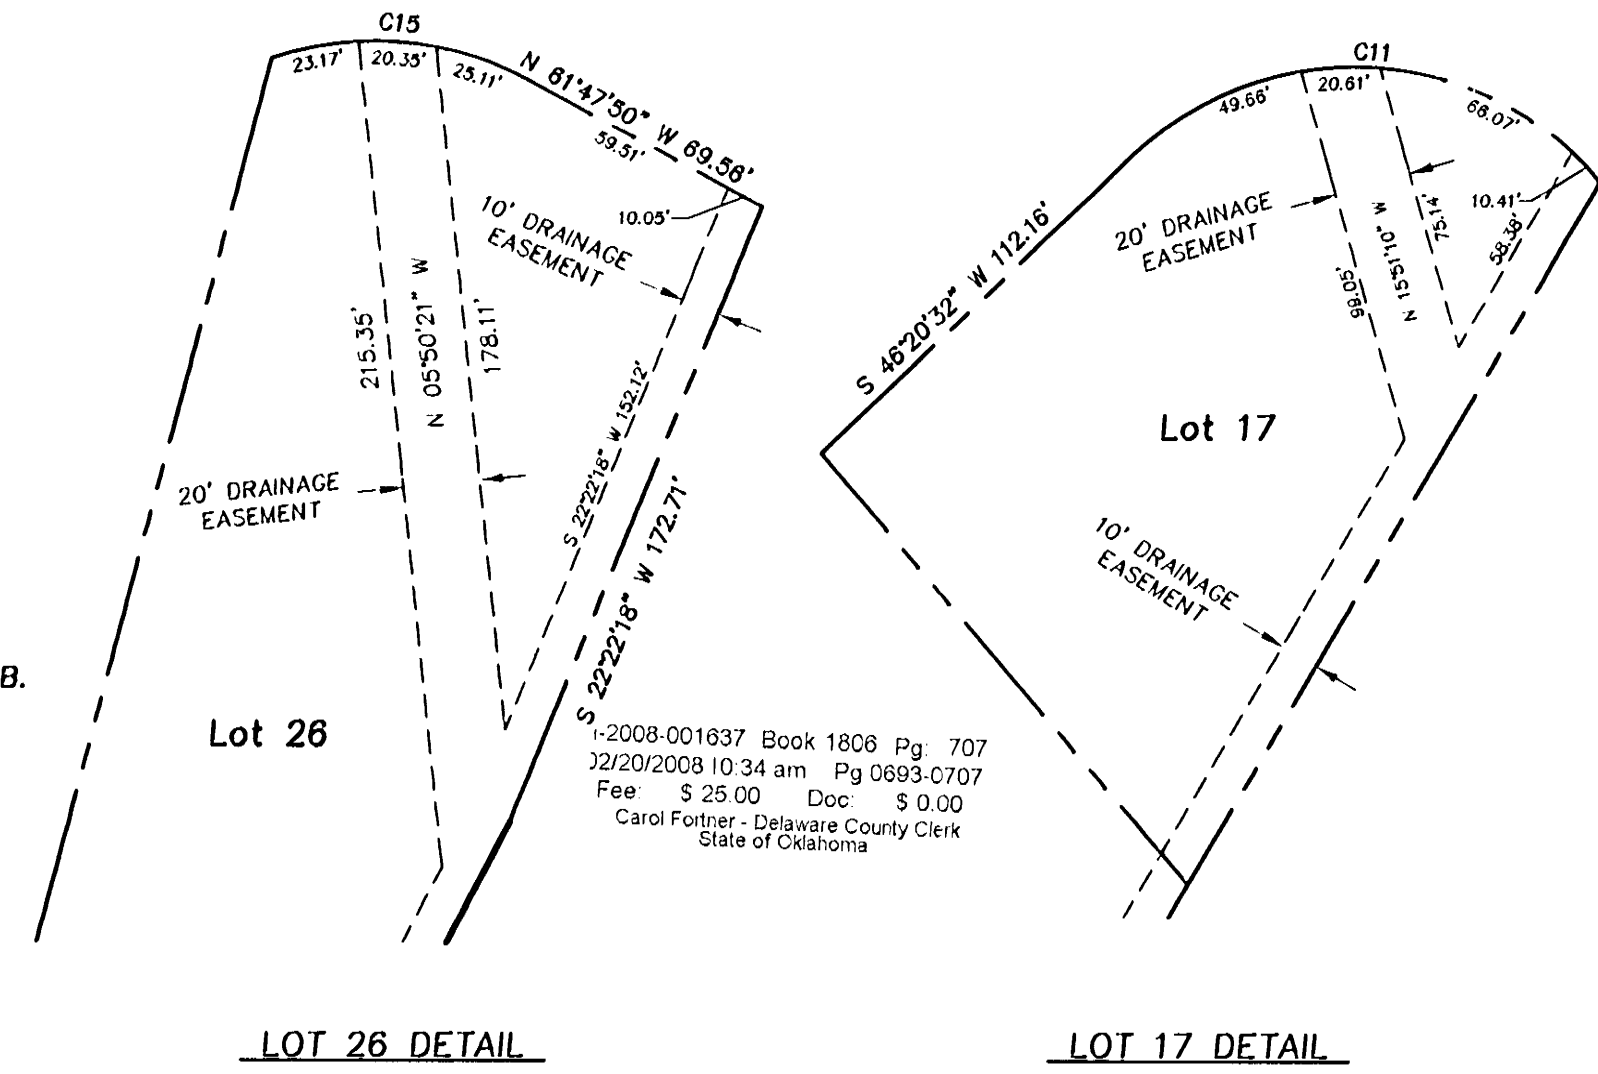 C15
23.17'
20.35'
25.11'
N 61°47'50" W 69.56'
59.51'
10.05'
10' DRAINAGE
EASEMENT
215.35'
N 05°50'21" W
178.11'
S 22°22'18" W 152.12'
S 22°22'18" W 172.71'
20' DRAINAGE
EASEMENT
B.
Lot 26
C11
49.66'
20.61'
66.07'
10.41'
20' DRAINAGE
EASEMENT
S 46°20'32" W 112.16'
99.05'
N 15°51'10" W
75.14'
58.38'
Lot 17
10' DRAINAGE
EASEMENT
-2008-001637 Book 1806 Pg: 707
02/20/2008 10:34 am Pg 0693-0707
Fee: $ 25.00 Doc: $ 0.00
Carol Fortner - Delaware County Clerk
State of Oklahoma
LOT 26 DETAIL
LOT 17 DETAIL